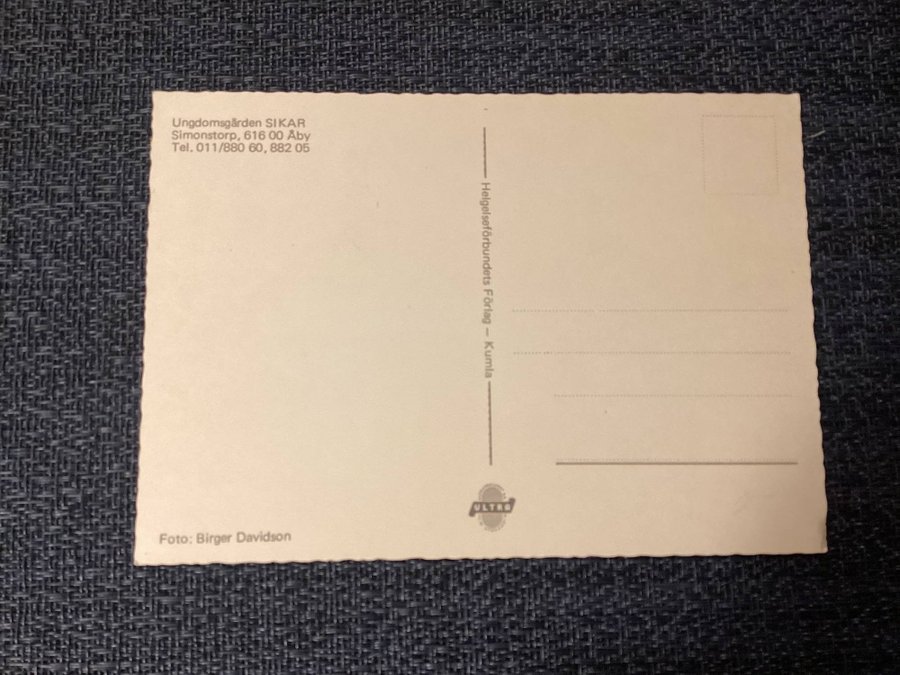 Ungdomsgården SIKAR
Simonstorp, 616 00 Åby
Tel. 011/880 60, 882 05
Helgelseförbundets Förlag – Kumla
ULTRA
Foto: Birger Davidson